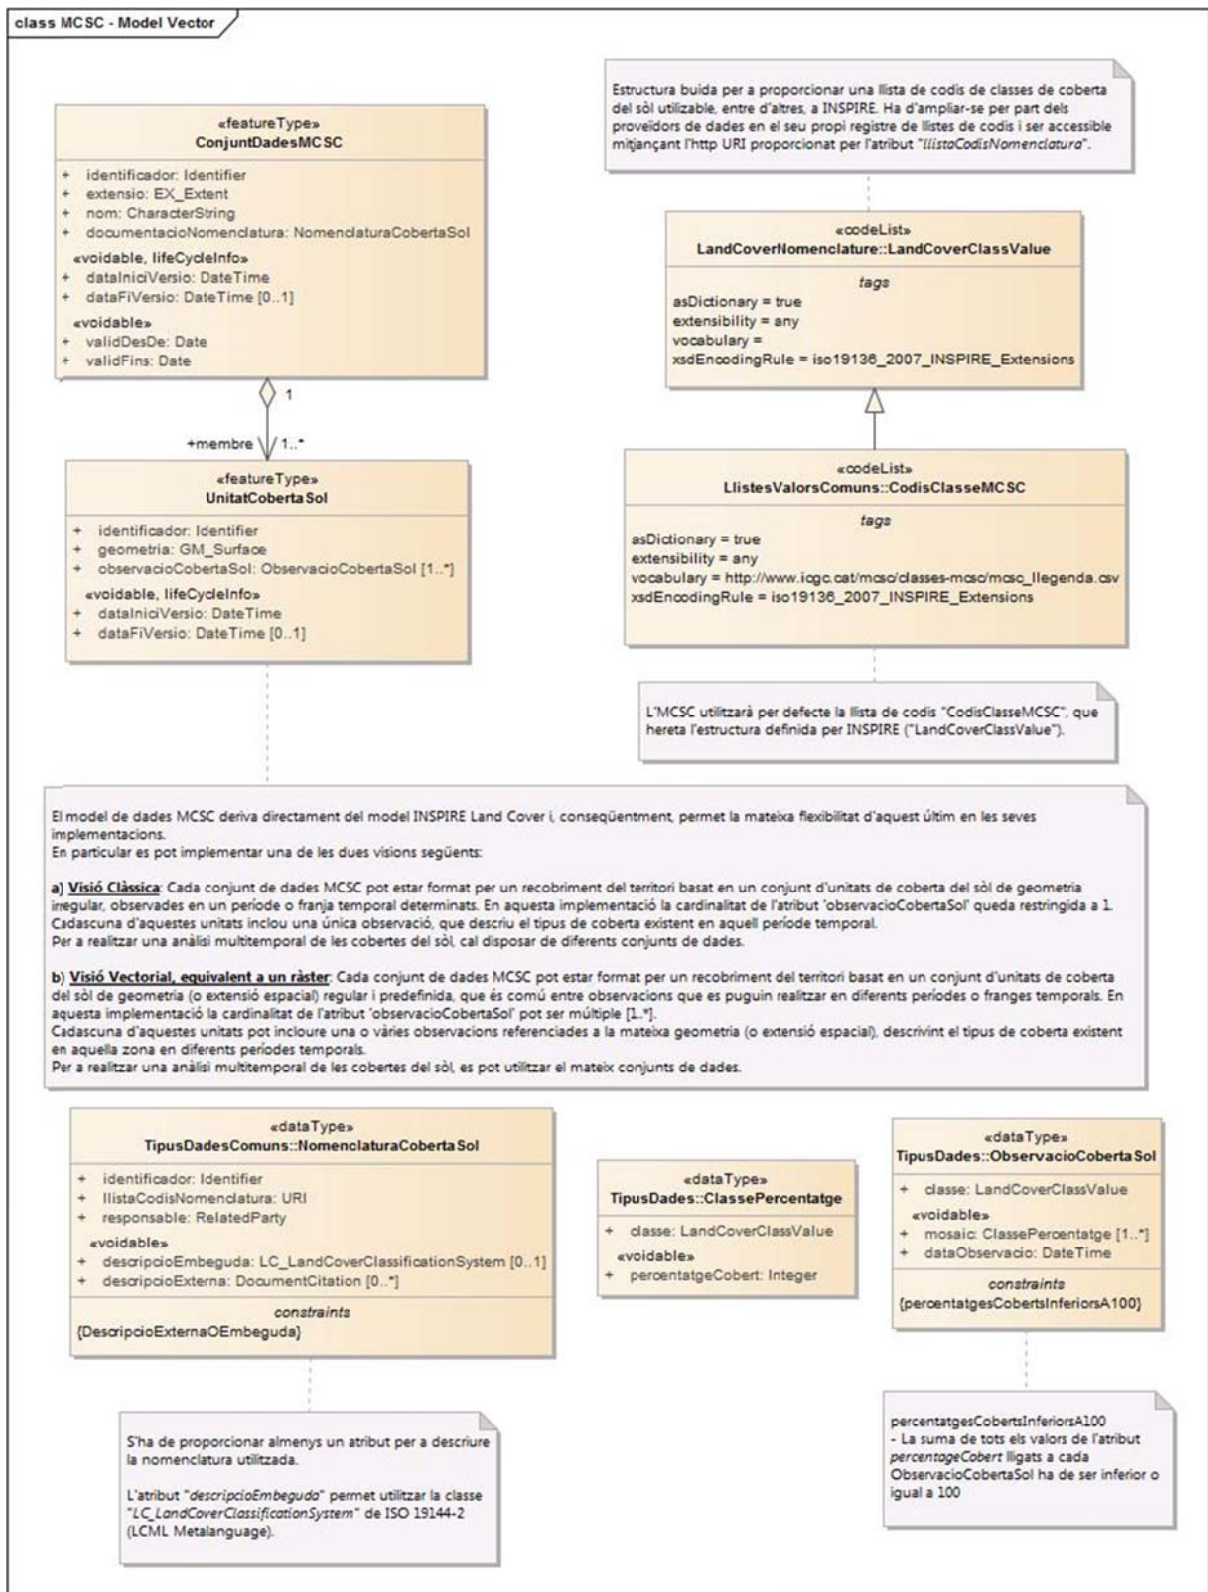 class MCSC - Model Vector
Estructura buida per a proporcionar una llista de codis de classes de coberta
del sòl utilizable, entre d'altres, a INSPIRE. Ha d'ampliar-se per part dels
proveïdors de dades en el seu propi registre de llistes de codis i ser accessible
mitjançant l'http URI proporcionat per l'atribut "llistaCodisNomenclatura".
«featureType»
ConjuntDadesMCSC
+ identificador: Identifier
+ extensio: EX_Extent
+ nom: CharacterString
+ documentacioNomenclatura: NomenclaturaCobertaSol
«voidable, lifeCycleInfo»
+ dataIniciVersio: DateTime
+ dataFiVersio: DateTime [0..1]
«voidable»
+ validDesDe: Date
+ validFins: Date
1
+membre 1..*
«codeList»
LandCoverNomenclature::LandCoverClassValue
tags
asDictionary = true
extensibility = any
vocabulary =
xsdEncodingRule = iso19136_2007_INSPIRE_Extensions
«featureType»
UnitatCobertaSol
+ identificador: Identifier
+ geometria: GM_Surface
+ observacioCobertaSol: ObservacioCobertaSol [1..*]
«voidable, lifeCycleInfo»
+ dataIniciVersio: DateTime
+ dataFiVersio: DateTime [0..1]
«codeList»
LlistesValorsComuns::CodisClasseMCSC
tags
asDictionary = true
extensibility = any
vocabulary = http://www.icgc.cat/mcsc/classes-mcsc/mcsc_llegenda.csv
xsdEncodingRule = iso19136_2007_INSPIRE_Extensions
L'MCSC utilitzarà per defecte la llista de codis "CodisClasseMCSC", que
hereta l'estructura definida per INSPIRE ("LandCoverClassValue").
El model de dades MCSC deriva directament del model INSPIRE Land Cover i, conseqüentment, permet la mateixa flexibilitat d'aquest últim en les seves
implementacions.
En particular es pot implementar una de les dues visions següents:
a) Visió Clàssica: Cada conjunt de dades MCSC pot estar format per un recobriment del territori basat en un conjunt d'unitats de coberta del sòl de geometria
irregular, observades en un període o franja temporal determinats. En aquesta implementació la cardinalitat de l'atribut 'observacioCobertaSol' queda restringida a 1.
Cadascuna d'aquestes unitats inclou una única observació, que descriu el tipus de coberta existent en aquell període temporal.
Per a realitzar una anàlisi multitemporal de les cobertes del sòl, cal disposar de diferents conjunts de dades.
b) Visió Vectorial, equivalent a un ràster: Cada conjunt de dades MCSC pot estar format per un recobriment del territori basat en un conjunt d'unitats de coberta
del sòl de geometria (o extensió espacial) regular i predefinida, que és comú entre observacions que es puguin realitzar en diferents períodes o franges temporals. En
aquesta implementació la cardinalitat de l'atribut 'observacioCobertaSol' pot ser múltiple [1..*].
Cadascuna d'aquestes unitats pot incloure una o vàries observacions referenciades a la mateixa geometria (o extensió espacial), descrivint el tipus de coberta existent
en aquella zona en diferents períodes temporals.
Per a realitzar una anàlisi multitemporal de les cobertes del sòl, es pot utilitzar el mateix conjunts de dades.
«dataType»
TipusDadesComuns::NomenclaturaCobertaSol
+ identificador: Identifier
+ llistaCodisNomenclatura: URI
+ responsable: RelatedParty
«voidable»
+ descripcioEmbeguda: LC_LandCoverClassificationSystem [0..1]
+ descripcioExterna: DocumentCitation [0..*]
constraints
{DescripcioExternaOEmbeguda}
«dataType»
TipusDades::ClassePercentatge
+ classe: LandCoverClassValue
«voidable»
+ percentatgeCobert: Integer
«dataType»
TipusDades::ObservacioCobertaSol
+ classe: LandCoverClassValue
«voidable»
+ mosaic: ClassePercentatge [1..*]
+ dataObservacio: DateTime
constraints
{percentatgesCobertsInferiorsA100}
S'ha de proporcionar almenys un atribut per a descriure
la nomenclatura utilitzada.
L'atribut "descripcioEmbeguda" permet utilitzar la classe
"LC_LandCoverClassificationSystem" de ISO 19144-2
(LCML Metalanguage).
percentatgesCobertsInferiorsA100
- La suma de tots els valors de l'atribut
percentageCobert lligats a cada
ObservacioCobertaSol ha de ser inferior o
igual a 100